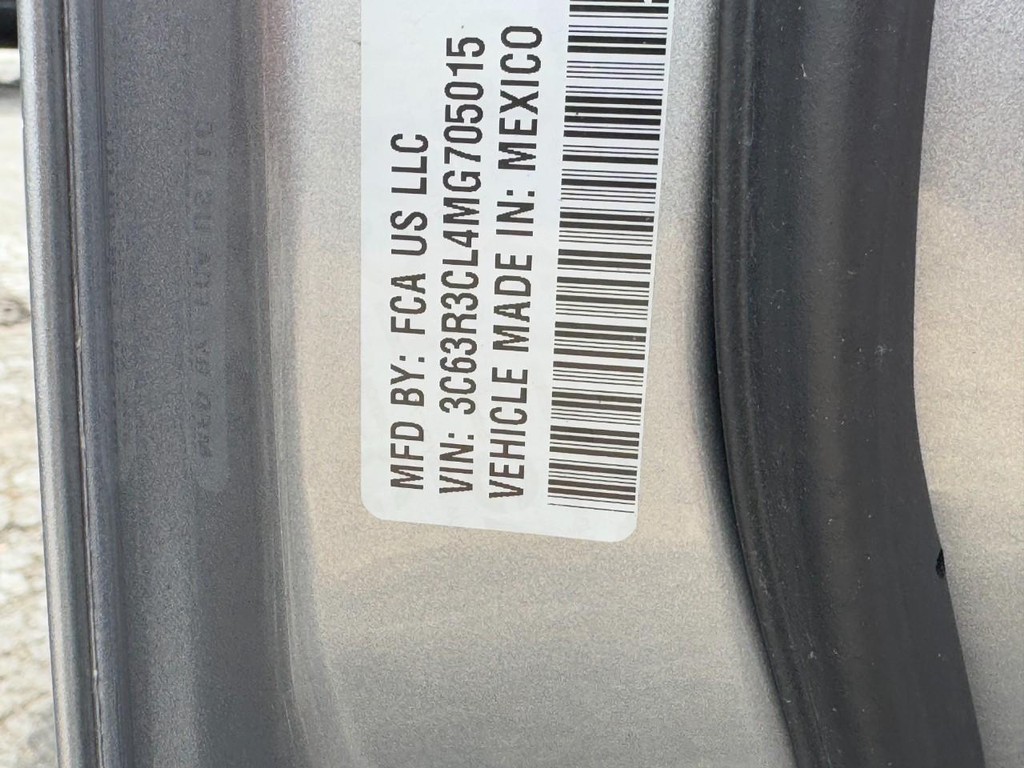 MFD BY: FCA US LLC
VIN: 3C63R3CL4MG705015
VEHICLE MADE IN: MEXICO